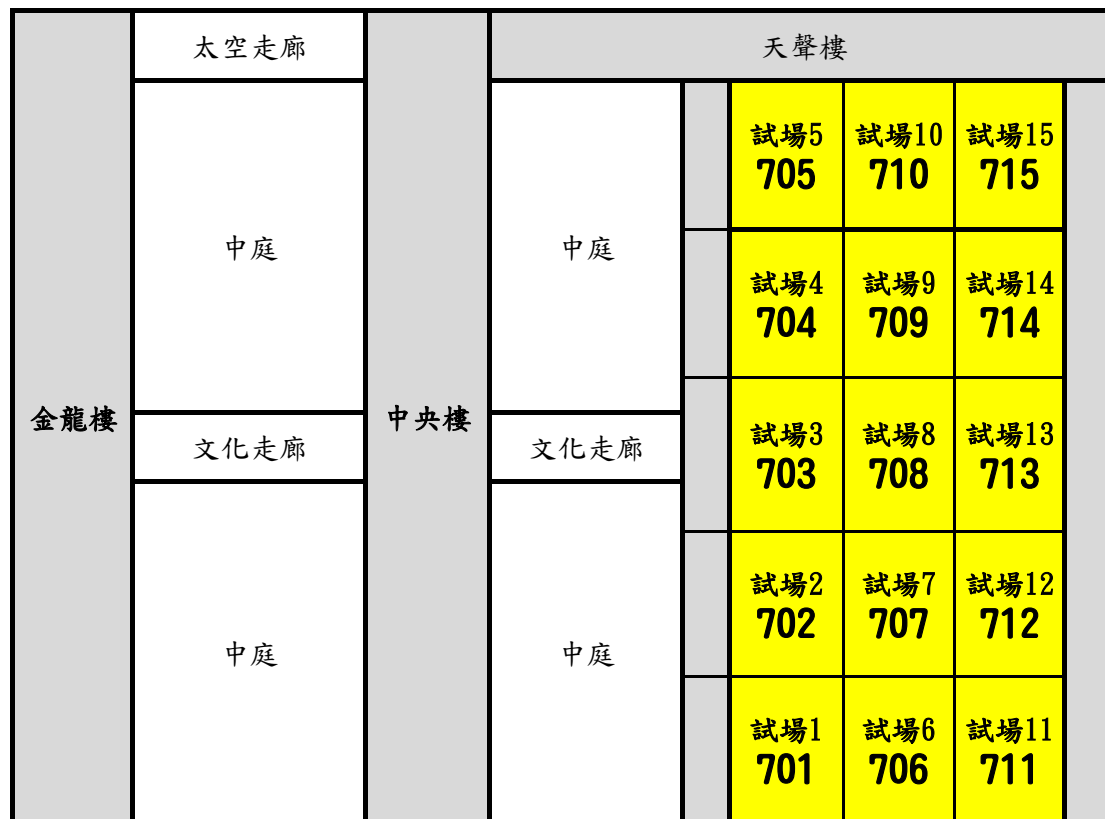 太空走廊
天聲樓
試場5
705
試場10
710
試場15
715
中庭
中庭
試場4
704
試場9
709
試場14
714
金龍樓
中央樓
文化走廊
文化走廊
試場3
703
試場8
708
試場13
713
試場2
702
試場7
707
試場12
712
中庭
中庭
試場1
701
試場6
706
試場11
711